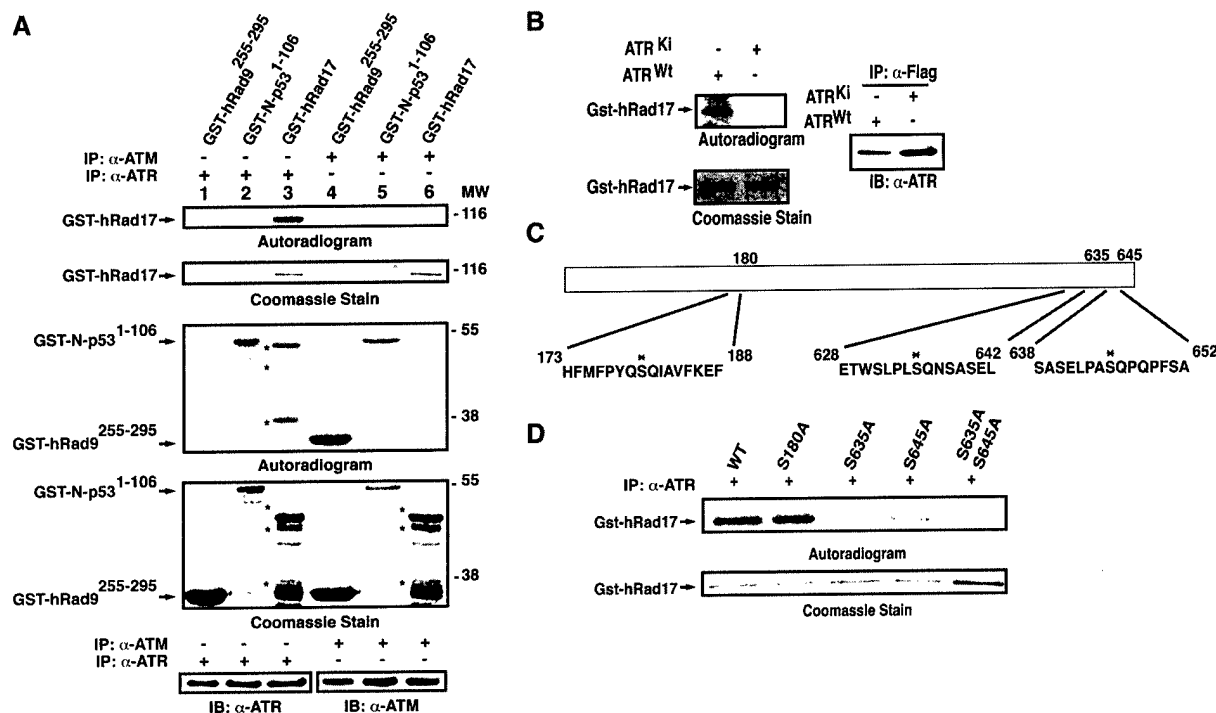 A
GST-hRad9 255-295
GST-N-p53 1-106
GST-hRad17
GST-hRad9 255-295
GST-N-p53 1-106
GST-hRad17
IP: α-ATM - - - + + +
IP: α-ATR + + + - - -
1 2 3 4 5 6 MW
GST-hRad17 - 116
Autoradiogram
GST-hRad17 - 116
Coomassie Stain
GST-N-p53 1-106 - 55
*
*
*
- 38
GST-hRad9 255-295
Autoradiogram
GST-N-p53 1-106 - 55
*
*
*
- 38
GST-hRad9 255-295
Coomassie Stain
IP: α-ATM - - - + + +
IP: α-ATR + + + - - -
IB: α-ATR IB: α-ATM
B
ATR Ki - +
ATR Wt + -
Gst-hRad17
Autoradiogram
Gst-hRad17
Coomassie Stain
IP: α-Flag
ATR Ki - +
ATR Wt + -
IB: α-ATR
C
180 635 645
173 * 188
HFMFPYQSQIAVFKEF
628 * 642
ETWSLPLSQNSASEL
638 * 652
SASELPASQPQPFSA
D
WT
S180A
S635A
S645A
S635A
S645A
IP: α-ATR + + + + +
Gst-hRad17
Autoradiogram
Gst-hRad17
Coomassie Stain